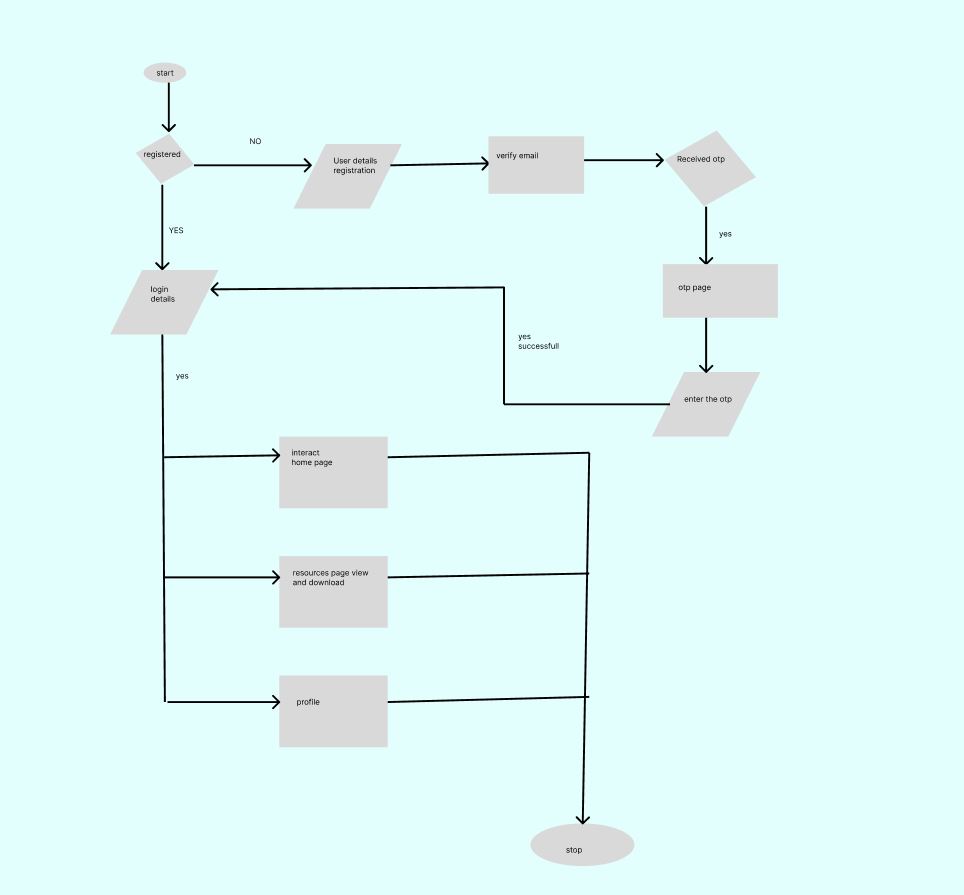 start
registered
NO
User details
registration
verify email
Received otp
YES
yes
login
details
otp page
yes
successfull
yes
enter the otp
interact
home page
resources page view
and download
profile
stop